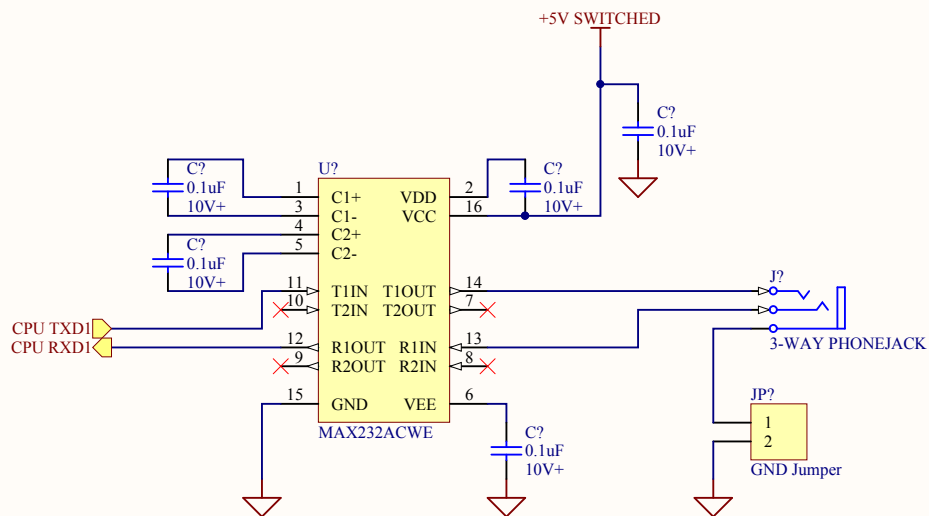 +5V SWITCHED
C?
0.1uF
10V+
U?
C?
0.1uF
10V+
1
3
4
5
C1+
C1-
C2+
C2-
VDD
VCC
2
16
C?
0.1uF
10V+
C?
0.1uF
10V+
11
10
T1IN
T2IN
T1OUT
T2OUT
14
7
J?
CPU TXD1
CPU RXD1
12
9
R1OUT
R2OUT
R1IN
R2IN
13
8
3-WAY PHONEJACK
15
GND
VEE
6
MAX232ACWE
C?
0.1uF
10V+
JP?
1
2
GND Jumper